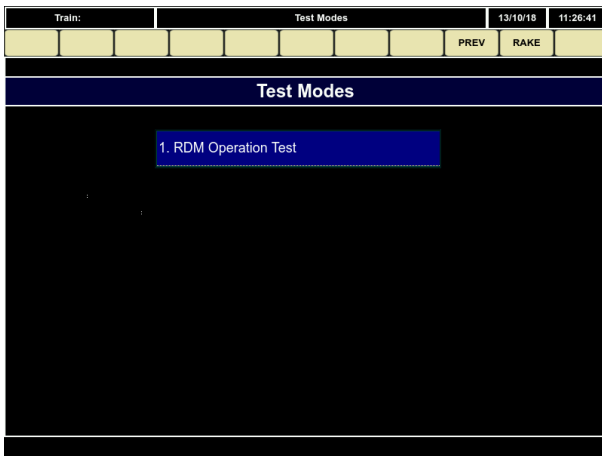 Train: Test Modes 13/10/18 11:26:41
PREV RAKE
Test Modes
1. RDM Operation Test